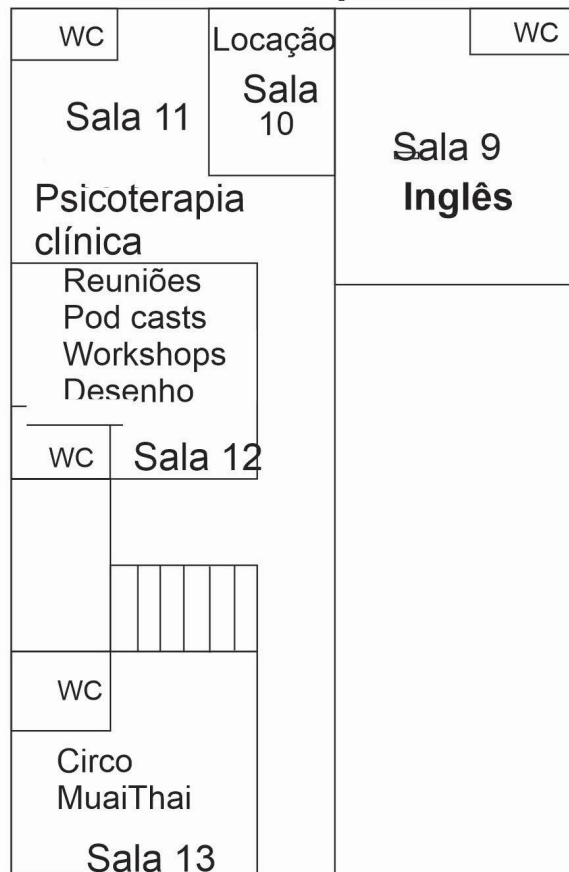 WC
Sala 11
Psicoterapia
clínica
Locação
Sala
10
WC
Sala 9
Inglês
Reuniões
Pod casts
Workshops
Desenho
WC
Sala 12
WC
Circo
MuaiThai
Sala 13